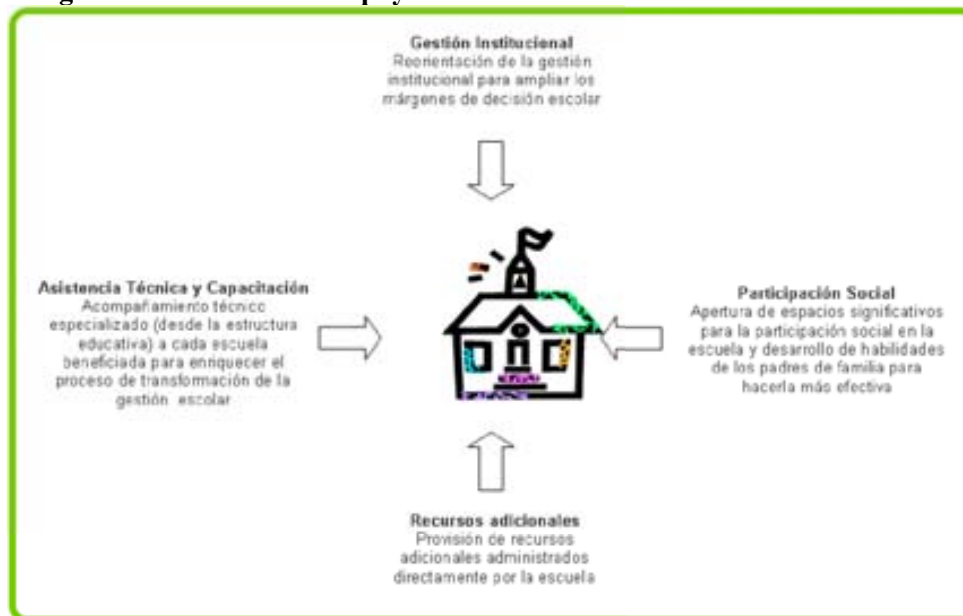 Gestión Institucional
Reorientación de la gestión
institucional para ampliar los
márgenes de decisión escolar
Asistencia Técnica y Capacitación
Acompañamiento técnico
especializado (desde la estructura
educativa) a cada escuela
beneficiada para enriquecer el
proceso de transformación de la
gestión escolar
Participación Social
Apertura de espacios significativos
para la participación social en la
escuela y desarrollo de habilidades
de los padres de familia para
hacerla más efectiva
Recursos adicionales
Provisión de recursos
adicionales administrados
directamente por la escuela